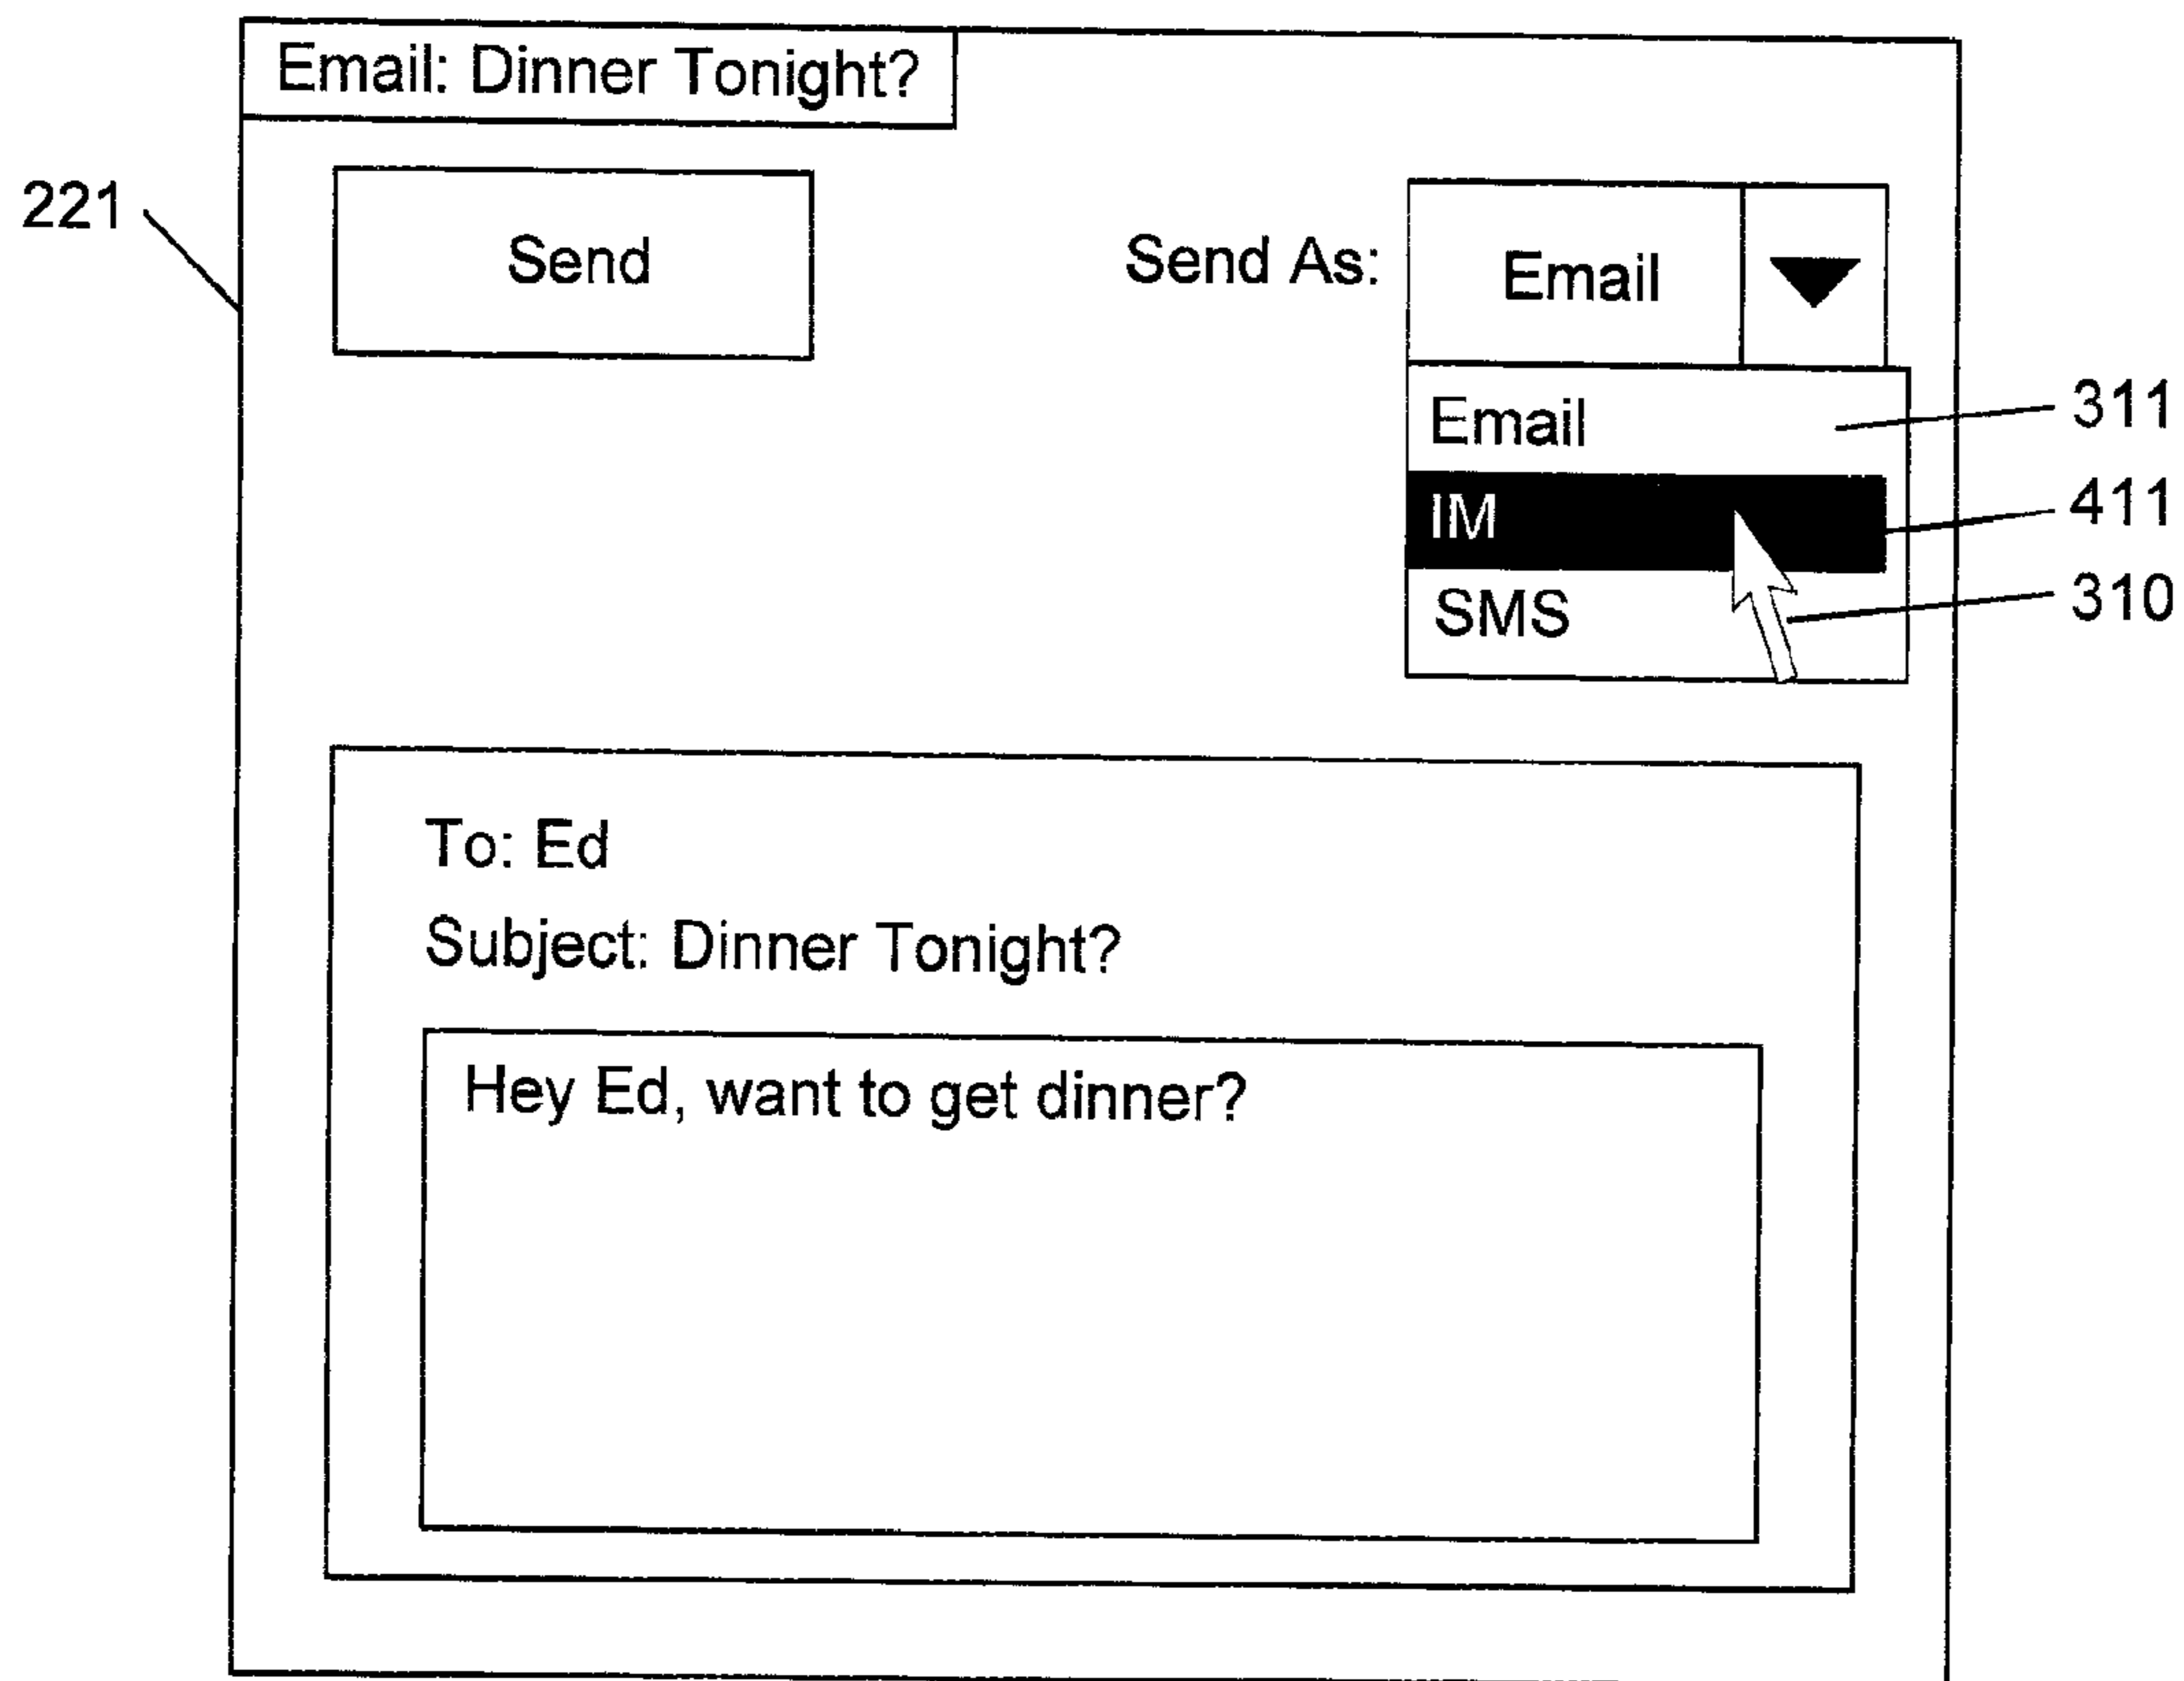 Email: Dinner Tonight?
221
Send
Send As:
Email
Email
311
IM
411
SMS
310
To: Ed
Subject: Dinner Tonight?
Hey Ed, want to get dinner?